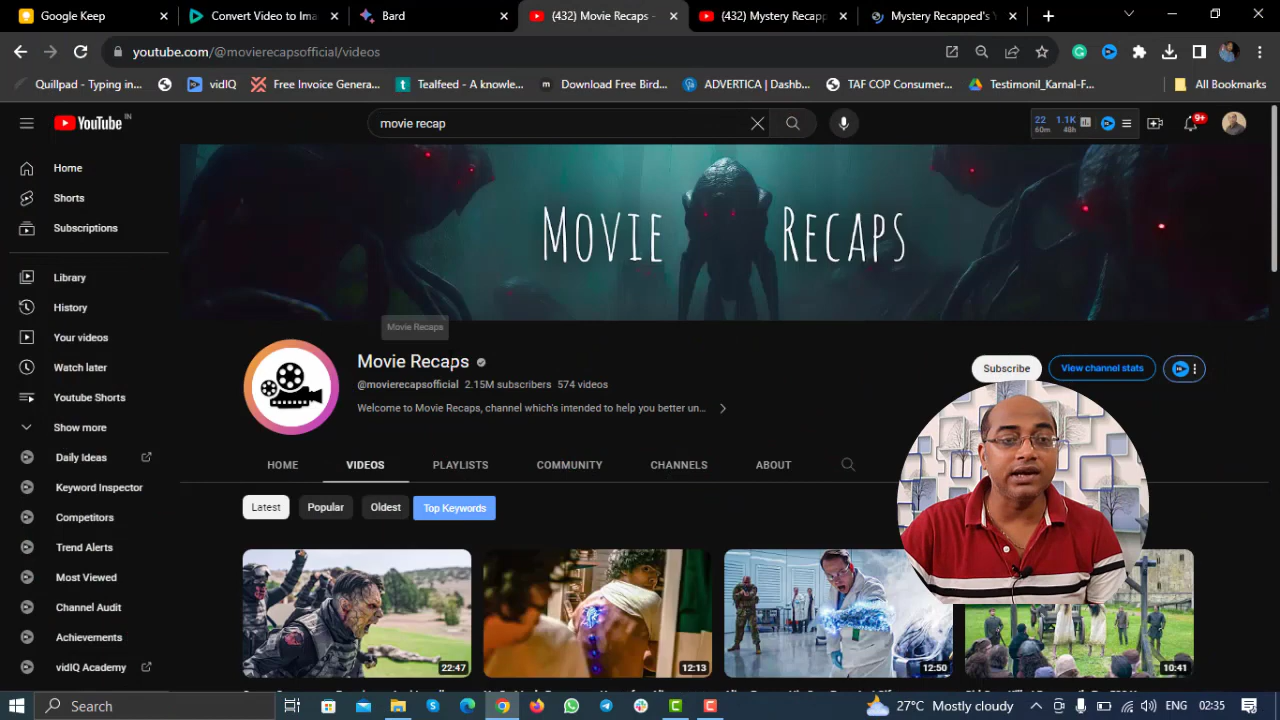 Google Keep
Convert Video to Ima
Bard
(432) Movie Recaps -
(432) Mystery Recapp
Mystery Recapped's Y
youtube.com/@movierecapsofficial/videos
Quillpad - Typing in...
vidIQ
Free Invoice Genera...
Tealfeed - A knowle...
Download Free Bird...
ADVERTICA | Dashb...
TAF COP Consumer...
Testimonil_Karnal-F...
All Bookmarks
YouTube IN
movie recap
22 60m
1.1K 48h
9+
MOVIE RECAPS
Home
Shorts
Subscriptions
Library
History
Your videos
Watch later
Youtube Shorts
Show more
Daily Ideas
Keyword Inspector
Competitors
Trend Alerts
Most Viewed
Channel Audit
Achievements
vidIQ Academy
Movie Recaps
Movie Recaps
@movierecapsofficial 2.15M subscribers 574 videos
Welcome to Movie Recaps, channel which's intended to help you better un...
Subscribe
View channel stats
HOME
VIDEOS
PLAYLISTS
COMMUNITY
CHANNELS
ABOUT
Latest
Popular
Oldest
Top Keywords
22:47
12:13
12:50
10:41
Search
27°C Mostly cloudy
ENG
02:35